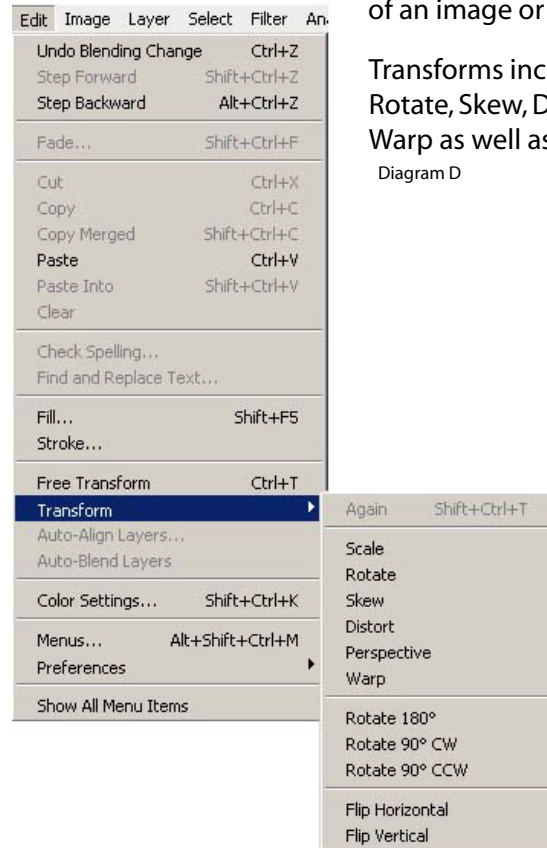 of an image or
Transforms inc
Rotate, Skew, D
Warp as well as
Diagram D
Edit Image Layer Select Filter An
Undo Blending Change Ctrl+Z
Step Forward Shift+Ctrl+Z
Step Backward Alt+Ctrl+Z
Fade... Shift+Ctrl+F
Cut Ctrl+X
Copy Ctrl+C
Copy Merged Shift+Ctrl+C
Paste Ctrl+V
Paste Into Shift+Ctrl+V
Clear
Check Spelling...
Find and Replace Text...
Fill... Shift+F5
Stroke...
Free Transform Ctrl+T
Transform
Auto-Align Layers...
Auto-Blend Layers
Color Settings... Shift+Ctrl+K
Menus... Alt+Shift+Ctrl+M
Preferences
Show All Menu Items
Again Shift+Ctrl+T
Scale
Rotate
Skew
Distort
Perspective
Warp
Rotate 180°
Rotate 90° CW
Rotate 90° CCW
Flip Horizontal
Flip Vertical